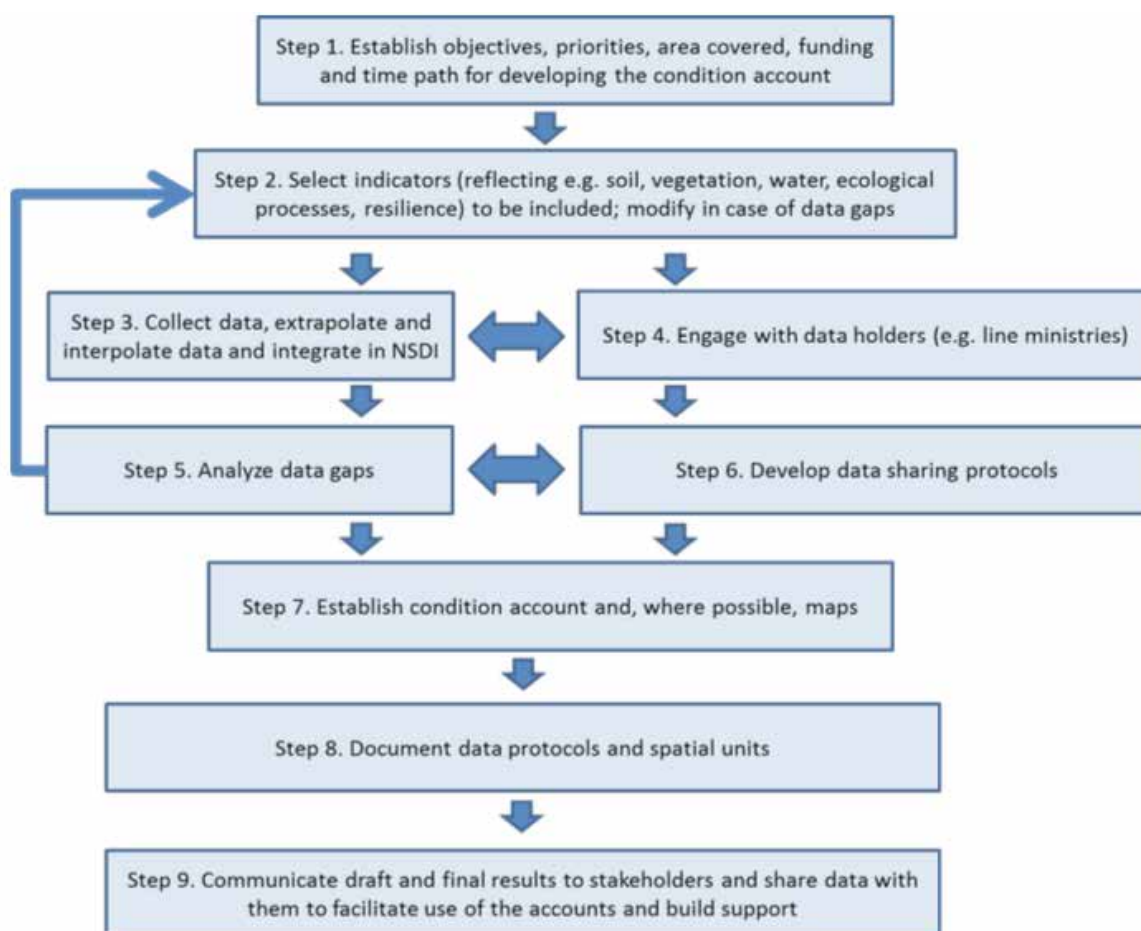 Step 1. Establish objectives, priorities, area covered, funding
and time path for developing the condition account
Step 2. Select indicators (reflecting e.g. soil, vegetation, water, ecological
processes, resilience) to be included; modify in case of data gaps
Step 3. Collect data, extrapolate and
interpolate data and integrate in NSDI
Step 4. Engage with data holders (e.g. line ministries)
Step 5. Analyze data gaps
Step 6. Develop data sharing protocols
Step 7. Establish condition account and, where possible, maps
Step 8. Document data protocols and spatial units
Step 9. Communicate draft and final results to stakeholders and share data with
them to facilitate use of the accounts and build support